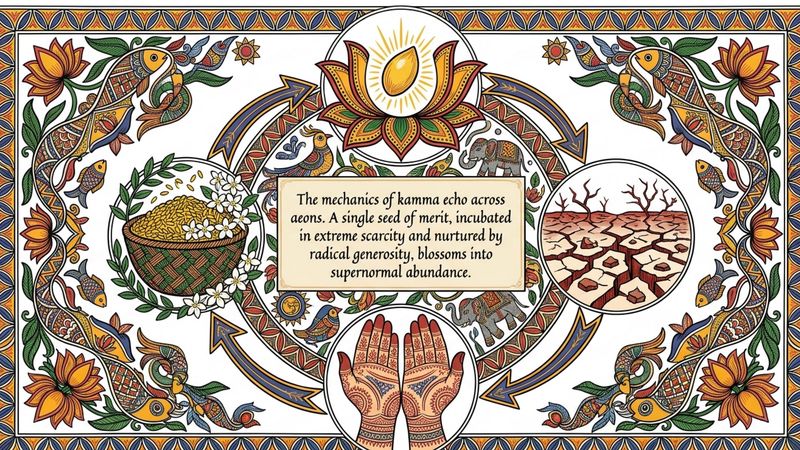 The mechanics of kamma echo across
aeons. A single seed of merit, incubated
in extreme scarcity and nurtured by
radical generosity, blossoms into
supernormal abundance.